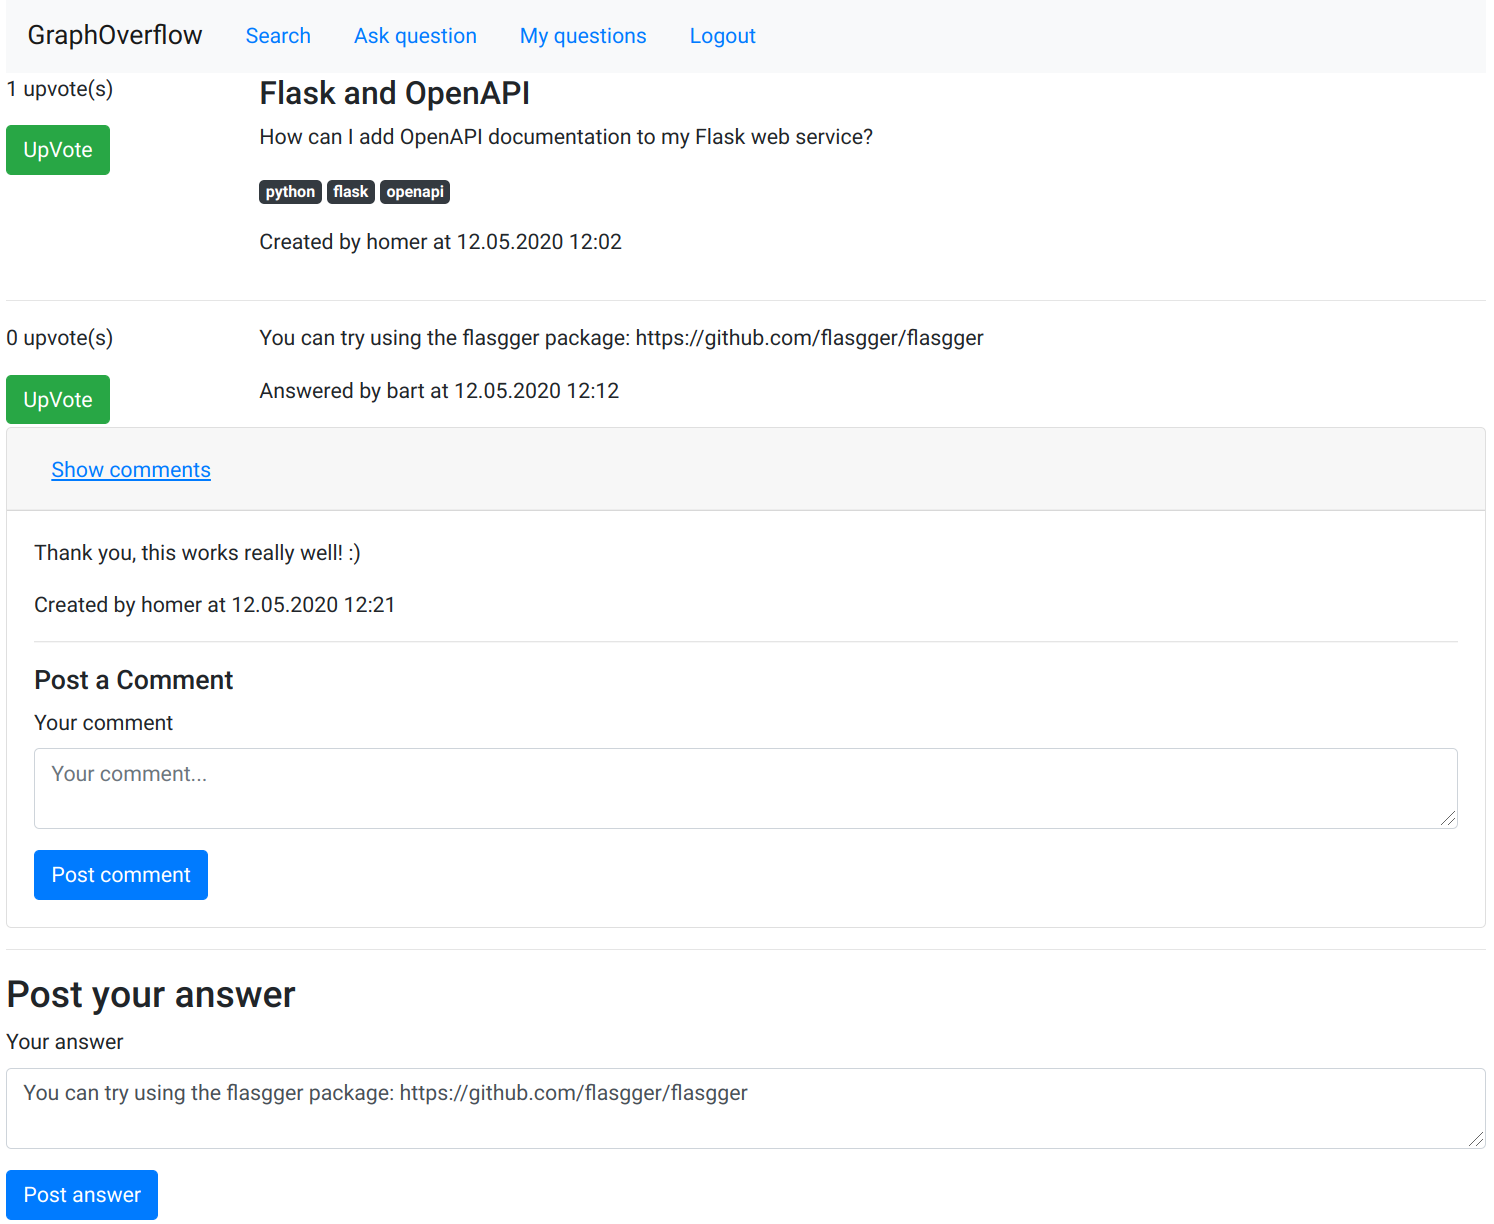 GraphOverflow Search Ask question My questions Logout
1 upvote(s)
Flask and OpenAPI
UpVote
How can I add OpenAPI documentation to my Flask web service?
python flask openapi
Created by homer at 12.05.2020 12:02
0 upvote(s)
You can try using the flasgger package: https://github.com/flasgger/flasgger
UpVote
Answered by bart at 12.05.2020 12:12
Show comments
Thank you, this works really well! :)
Created by homer at 12.05.2020 12:21
Post a Comment
Your comment
Your comment...
Post comment
Post your answer
Your answer
You can try using the flasgger package: https://github.com/flasgger/flasgger
Post answer